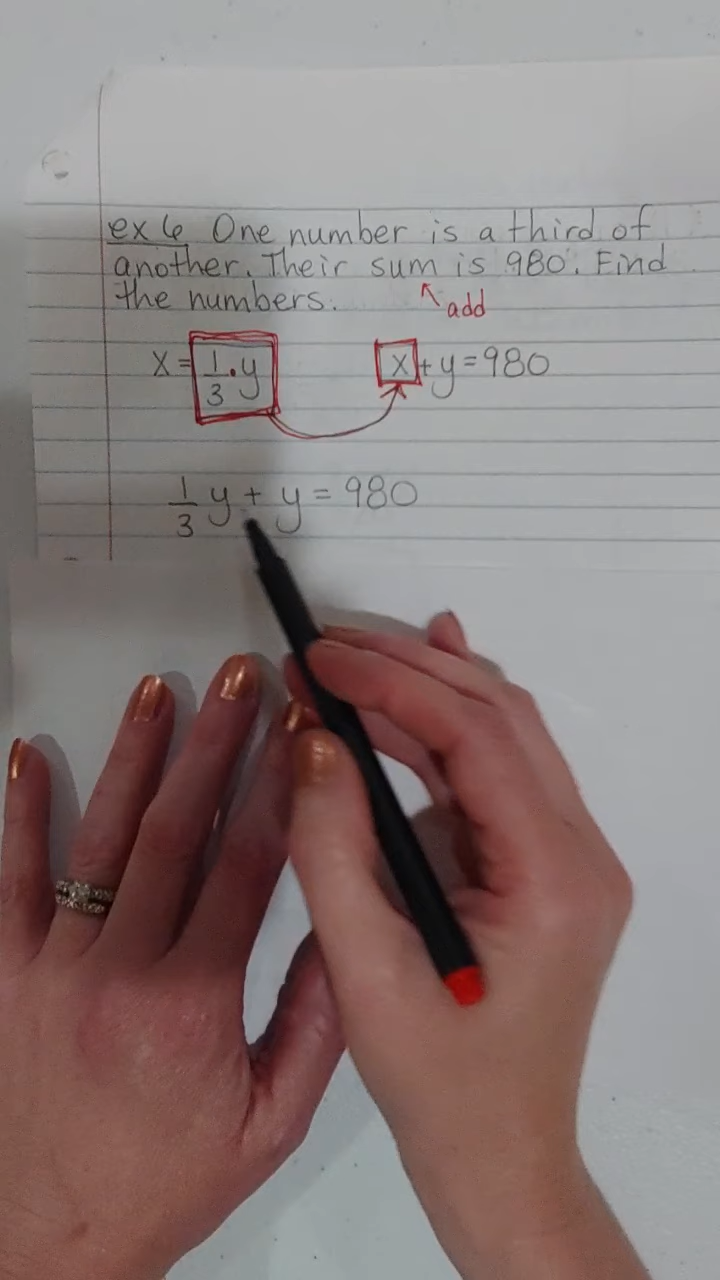 ex 6 One number is a third of
another. Their sum is 980. Find
the numbers.
add
x = 1/3 · y
x + y = 980
1/3 y + y = 980